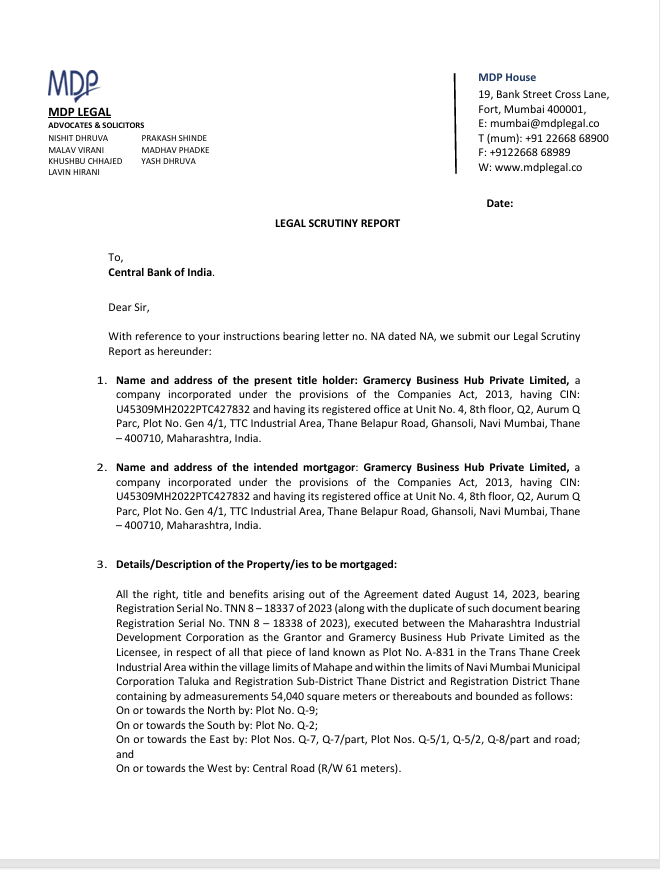 MDP
MDP LEGAL
ADVOCATES & SOLICITORS
NISHIT DHRUVA PRAKASH SHINDE
MALAV VIRANI MADHAV PHADKE
KHUSHBU CHHAJED YASH DHRUVA
LAVIN HIRANI
MDP House
19, Bank Street Cross Lane,
Fort, Mumbai 400001,
E: mumbai@mdplegal.co
T (mum): +91 22668 68900
F: +9122668 68989
W: www.mdplegal.co
Date:
LEGAL SCRUTINY REPORT
To,
Central Bank of India.
Dear Sir,
With reference to your instructions bearing letter no. NA dated NA, we submit our Legal Scrutiny
Report as hereunder:
1. Name and address of the present title holder: Gramercy Business Hub Private Limited, a
company incorporated under the provisions of the Companies Act, 2013, having CIN:
U45309MH2022PTC427832 and having its registered office at Unit No. 4, 8th floor, Q2, Aurum Q
Parc, Plot No. Gen 4/1, TTC Industrial Area, Thane Belapur Road, Ghansoli, Navi Mumbai, Thane
– 400710, Maharashtra, India.
2. Name and address of the intended mortgagor: Gramercy Business Hub Private Limited, a
company incorporated under the provisions of the Companies Act, 2013, having CIN:
U45309MH2022PTC427832 and having its registered office at Unit No. 4, 8th floor, Q2, Aurum Q
Parc, Plot No. Gen 4/1, TTC Industrial Area, Thane Belapur Road, Ghansoli, Navi Mumbai, Thane
– 400710, Maharashtra, India.
3. Details/Description of the Property/ies to be mortgaged:
All the right, title and benefits arising out of the Agreement dated August 14, 2023, bearing
Registration Serial No. TNN 8 – 18337 of 2023 (along with the duplicate of such document bearing
Registration Serial No. TNN 8 – 18338 of 2023), executed between the Maharashtra Industrial
Development Corporation as the Grantor and Gramercy Business Hub Private Limited as the
Licensee, in respect of all that piece of land known as Plot No. A-831 in the Trans Thane Creek
Industrial Area within the village limits of Mahape and within the limits of Navi Mumbai Municipal
Corporation Taluka and Registration Sub-District Thane District and Registration District Thane
containing by admeasurements 54,040 square meters or thereabouts and bounded as follows:
On or towards the North by: Plot No. Q-9;
On or towards the South by: Plot No. Q-2;
On or towards the East by: Plot Nos. Q-7, Q-7/part, Plot Nos. Q-5/1, Q-5/2, Q-8/part and road;
and
On or towards the West by: Central Road (R/W 61 meters).